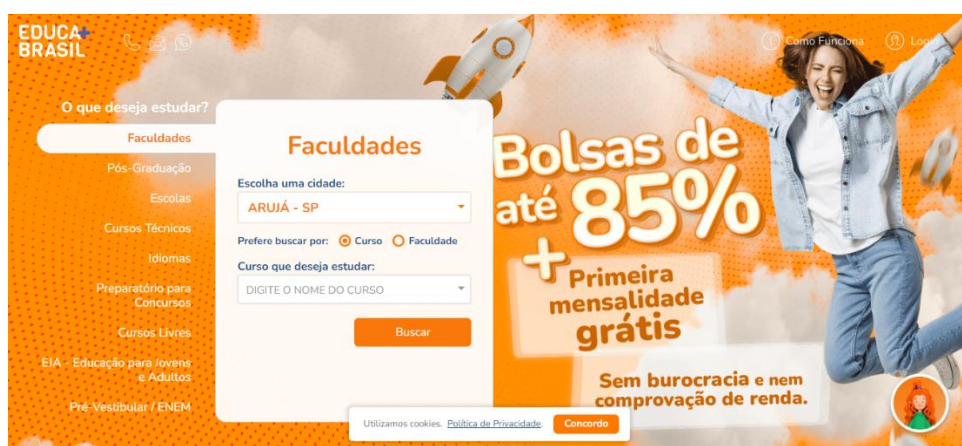 EDUCA+
BRASIL
Como Funciona
Login
O que deseja estudar?
Faculdades
Pós-Graduação
Escolas
Cursos Técnicos
Idiomas
Preparatório para
Concursos
Cursos Livres
EJA - Educação para Jovens
e Adultos
Pré-Vestibular / ENEM
Faculdades
Escolha uma cidade:
ARUJÁ - SP
Prefere buscar por: Curso Faculdade
Curso que deseja estudar:
DIGITE O NOME DO CURSO
Buscar
Bolsas de
até 85%
+ Primeira
mensalidade
grátis
Sem burocracia e nem
comprovação de renda.
Utilizamos cookies. Política de Privacidade. Concordo